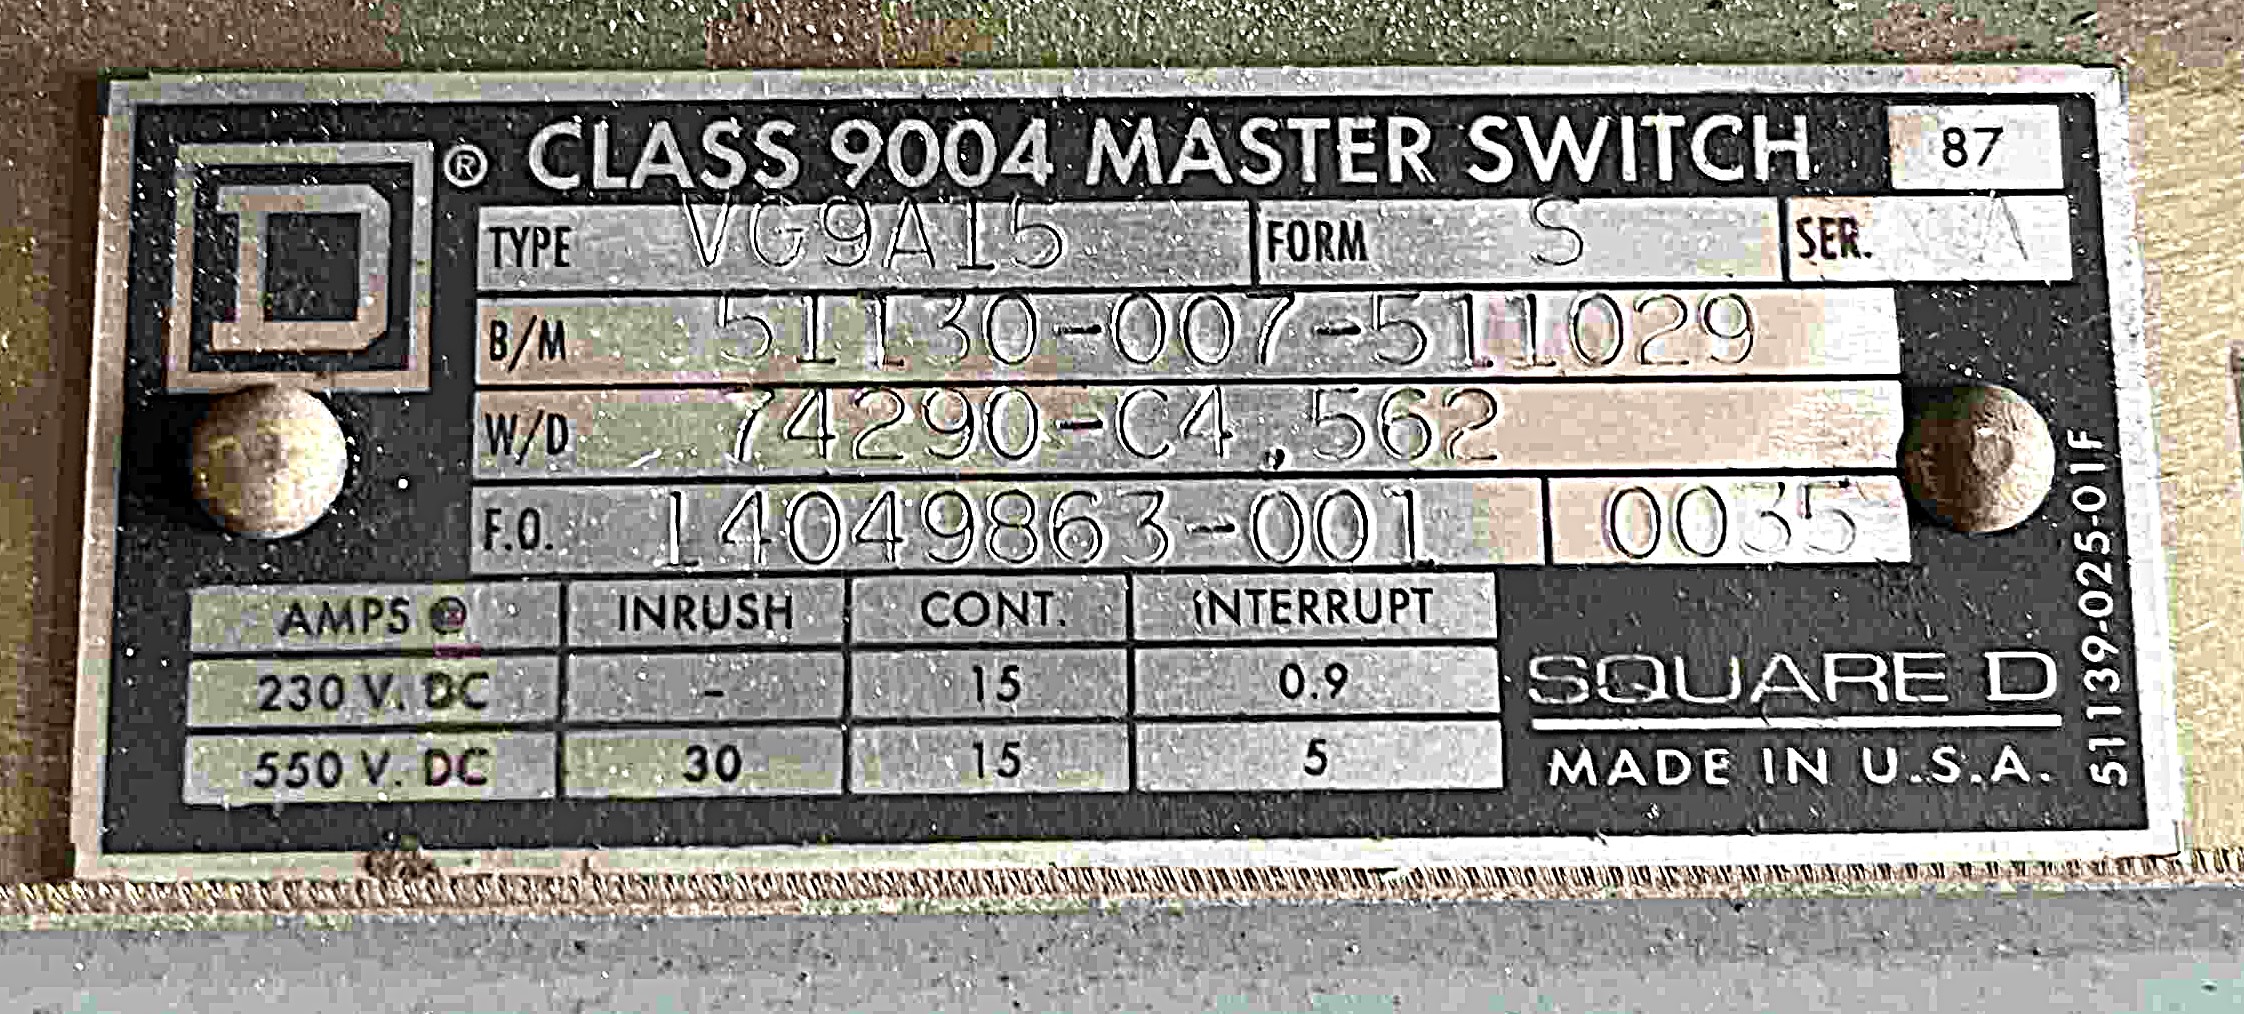 D ® CLASS 9004 MASTER SWITCH 87
TYPE VG9A15 FORM S SER. A
B/M 51130-007-511029
W/D 74290-C4,562
F.O. 14049863-001 0035
AMPS @ INRUSH CONT. INTERRUPT
230 V. DC - 15 0.9
550 V. DC 30 15 5
SQUARE D
MADE IN U.S.A.
51139-0225-01F